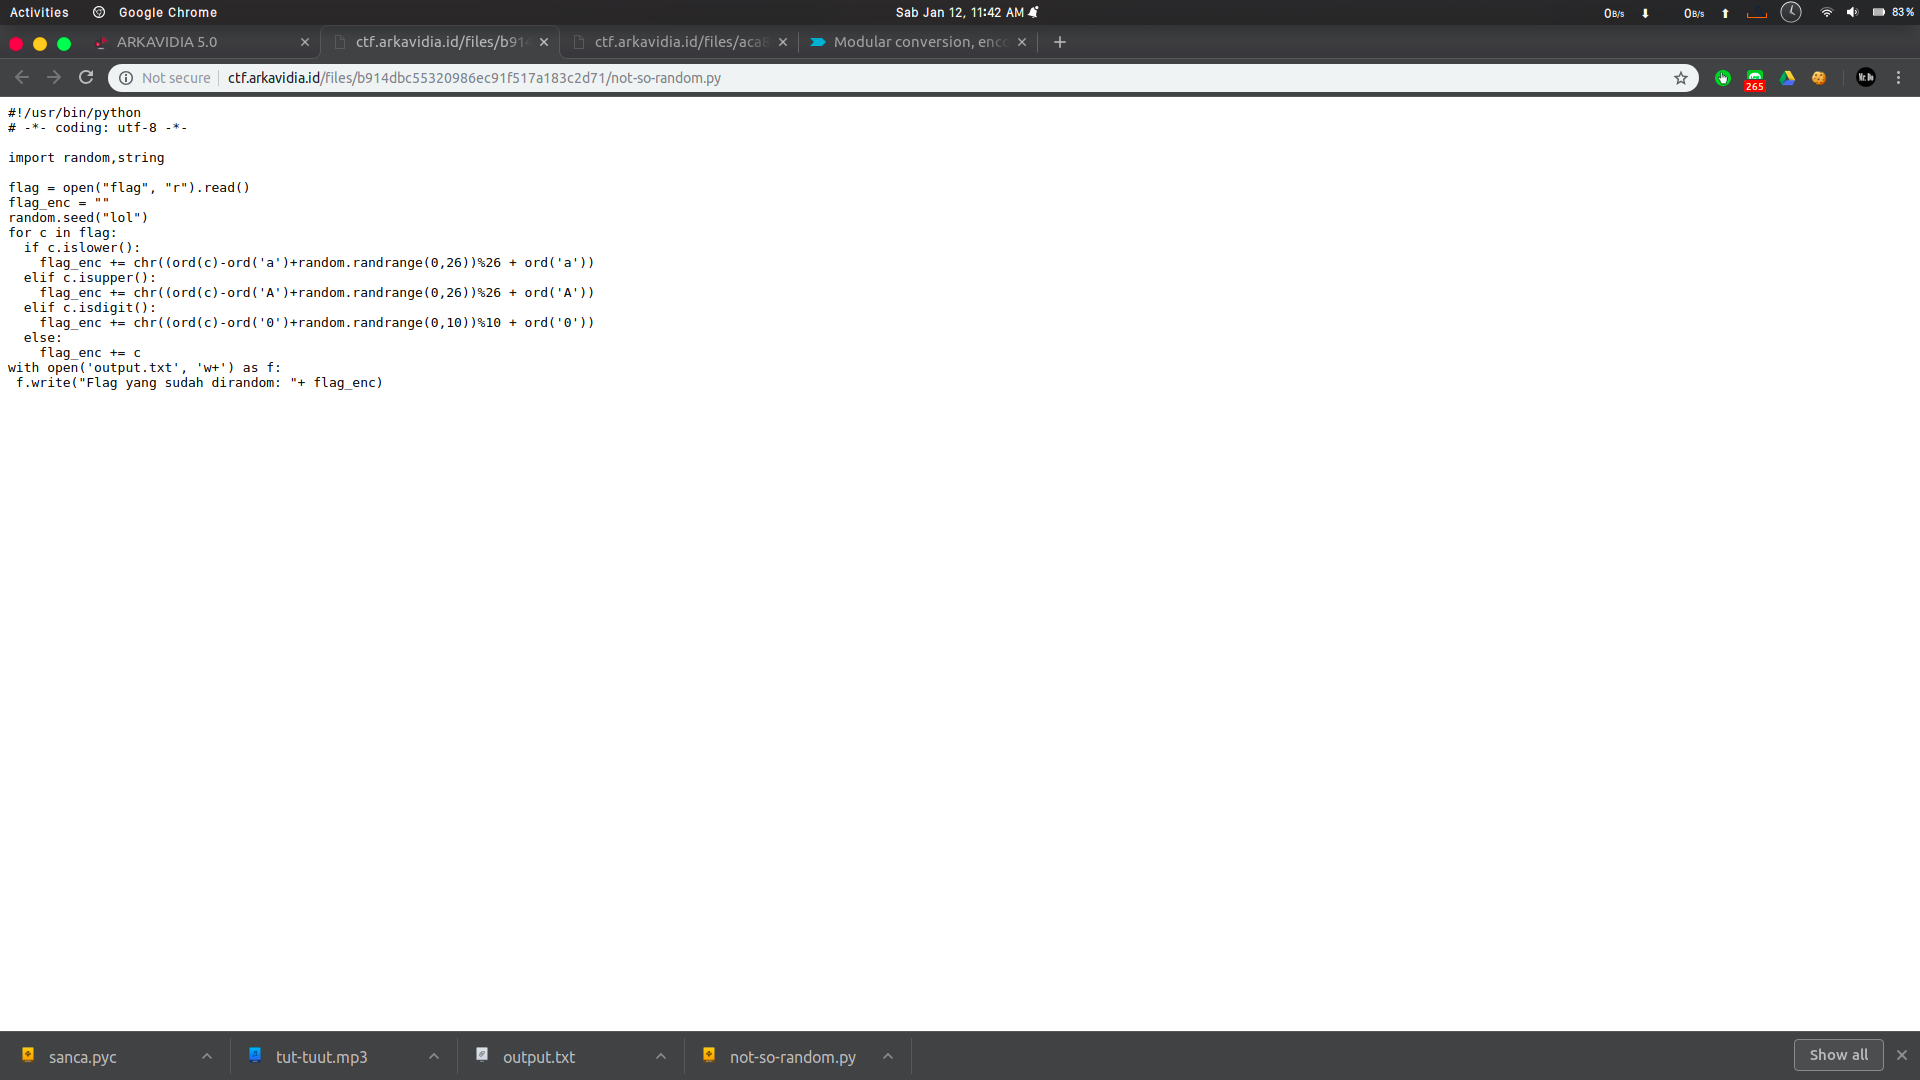 Activities Google Chrome Sab Jan 12, 11:42 AM 0B/s 0B/s 83%
ARKAVIDIA 5.0 ctf.arkavidia.id/files/b914 ctf.arkavidia.id/files/aca8 Modular conversion, enco
Not secure ctf.arkavidia.id/files/b914dbc55320986ec91f517a183c2d71/not-so-random.py 265
#!/usr/bin/python
# -*- coding: utf-8 -*-
import random,string
flag = open("flag", "r").read()
flag_enc = ""
random.seed("lol")
for c in flag:
  if c.islower():
    flag_enc += chr((ord(c)-ord('a')+random.randrange(0,26))%26 + ord('a'))
  elif c.isupper():
    flag_enc += chr((ord(c)-ord('A')+random.randrange(0,26))%26 + ord('A'))
  elif c.isdigit():
    flag_enc += chr((ord(c)-ord('0')+random.randrange(0,10))%10 + ord('0'))
  else:
    flag_enc += c
with open('output.txt', 'w+') as f:
 f.write("Flag yang sudah dirandom: "+ flag_enc)
sanca.pyc tut-tuut.mp3 output.txt not-so-random.py Show all